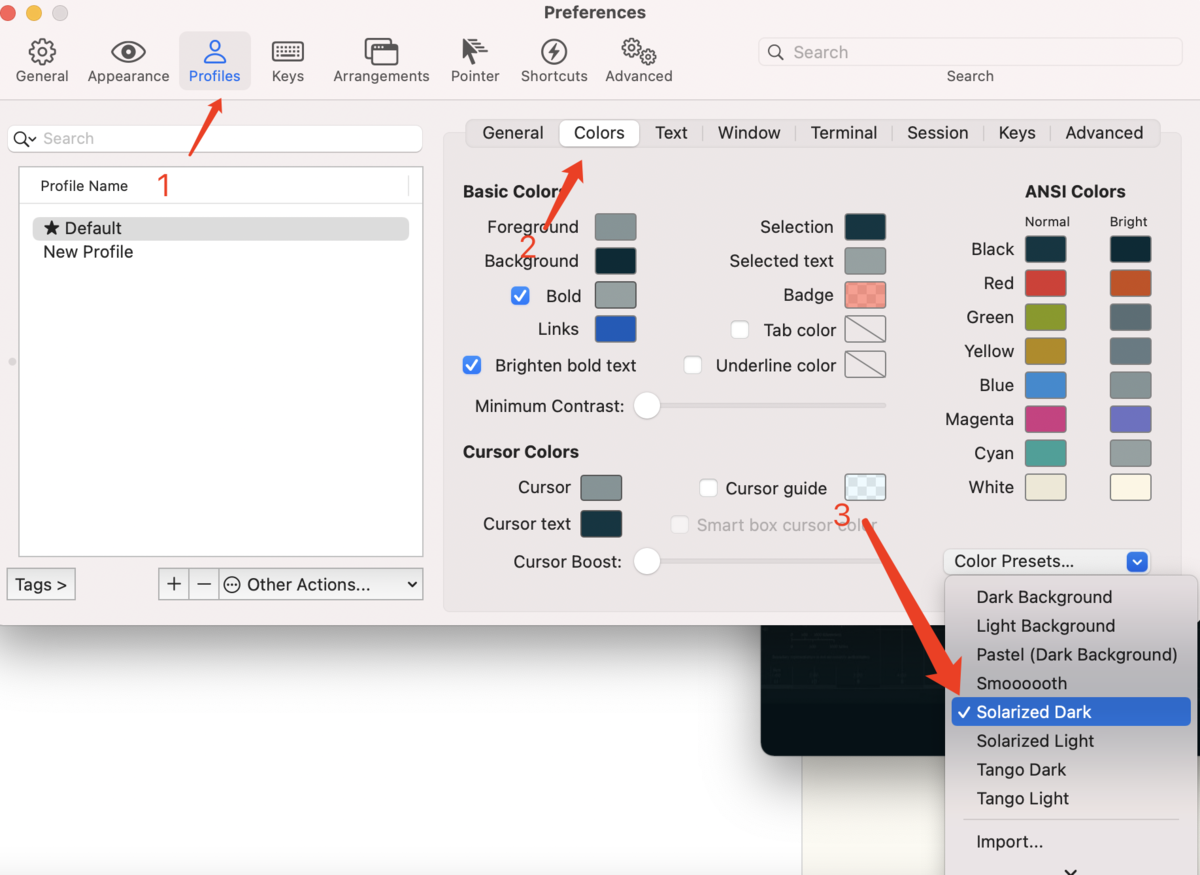 Preferences
General Appearance Profiles Keys Arrangements Pointer Shortcuts Advanced
Search
Search
Search
Profile Name
1
★ Default
New Profile
Tags >
+ − Other Actions...
General Colors Text Window Terminal Session Keys Advanced
2
Basic Colors
Foreground
Background
Bold
Links
Brighten bold text
Selection
Selected text
Badge
Tab color
Underline color
Minimum Contrast:
Cursor Colors
Cursor
Cursor text
Cursor guide
Smart box cursor color
Cursor Boost:
3
ANSI Colors
Normal Bright
Black
Red
Green
Yellow
Blue
Magenta
Cyan
White
Color Presets...
Dark Background
Light Background
Pastel (Dark Background)
Smoooooth
✓ Solarized Dark
Solarized Light
Tango Dark
Tango Light
Import...